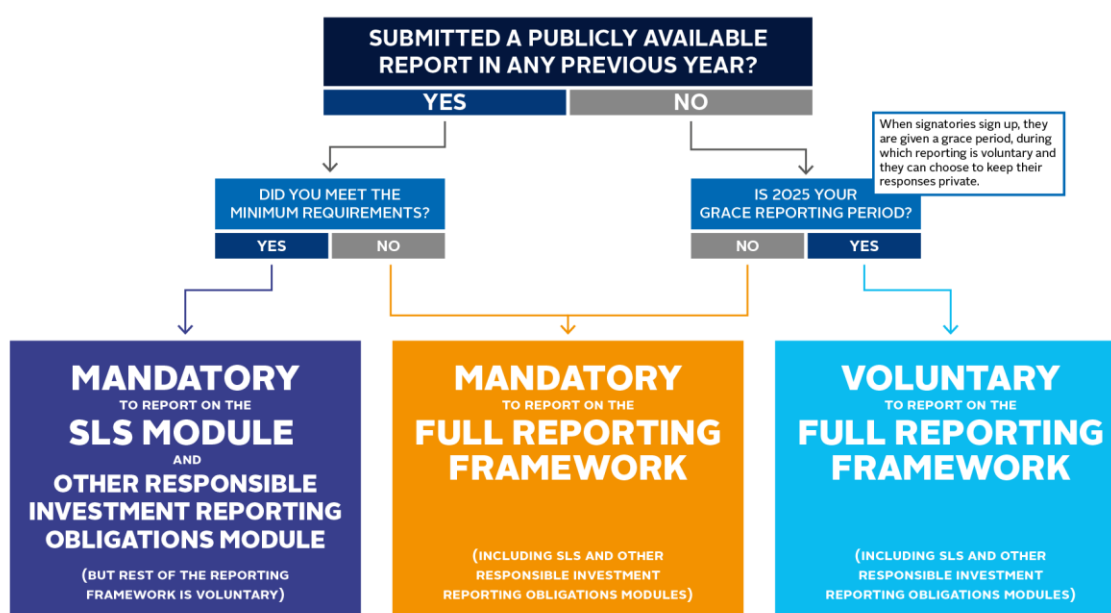 SUBMITTED A PUBLICLY AVAILABLE
REPORT IN ANY PREVIOUS YEAR?
YES
NO
When signatories sign up, they
are given a grace period, during
which reporting is voluntary and
they can choose to keep their
responses private.
DID YOU MEET THE
MINIMUM REQUIREMENTS?
YES
NO
IS 2025 YOUR
GRACE REPORTING PERIOD?
NO
YES
MANDATORY
TO REPORT ON THE
SLS MODULE
AND
OTHER RESPONSIBLE
INVESTMENT REPORTING
OBLIGATIONS MODULE
(BUT REST OF THE REPORTING
FRAMEWORK IS VOLUNTARY)
MANDATORY
TO REPORT ON THE
FULL REPORTING
FRAMEWORK
(INCLUDING SLS AND OTHER
RESPONSIBLE INVESTMENT
REPORTING OBLIGATIONS MODULES)
VOLUNTARY
TO REPORT ON THE
FULL REPORTING
FRAMEWORK
(INCLUDING SLS AND OTHER
RESPONSIBLE INVESTMENT
REPORTING OBLIGATIONS MODULES)